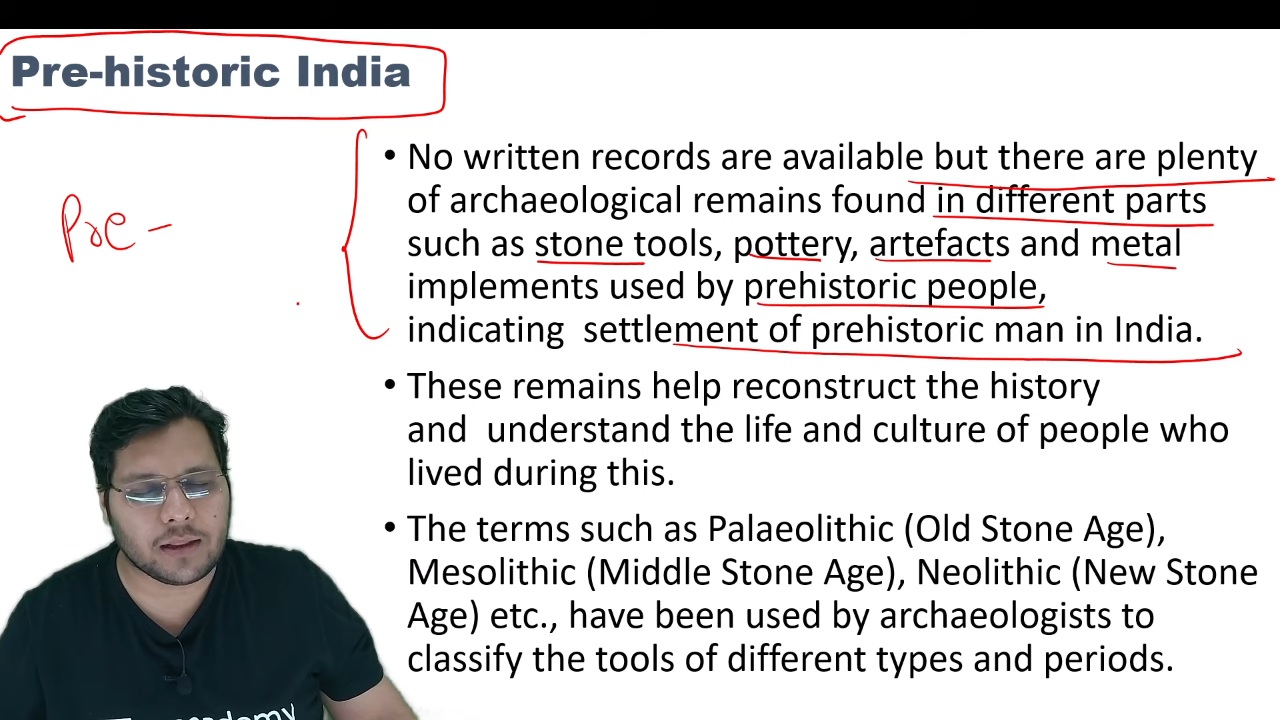 Pre-historic India
Pre -
• No written records are available but there are plenty
of archaeological remains found in different parts
such as stone tools, pottery, artefacts and metal
implements used by prehistoric people,
indicating settlement of prehistoric man in India.
• These remains help reconstruct the history
and understand the life and culture of people who
lived during this.
• The terms such as Palaeolithic (Old Stone Age),
Mesolithic (Middle Stone Age), Neolithic (New Stone
Age) etc., have been used by archaeologists to
classify the tools of different types and periods.